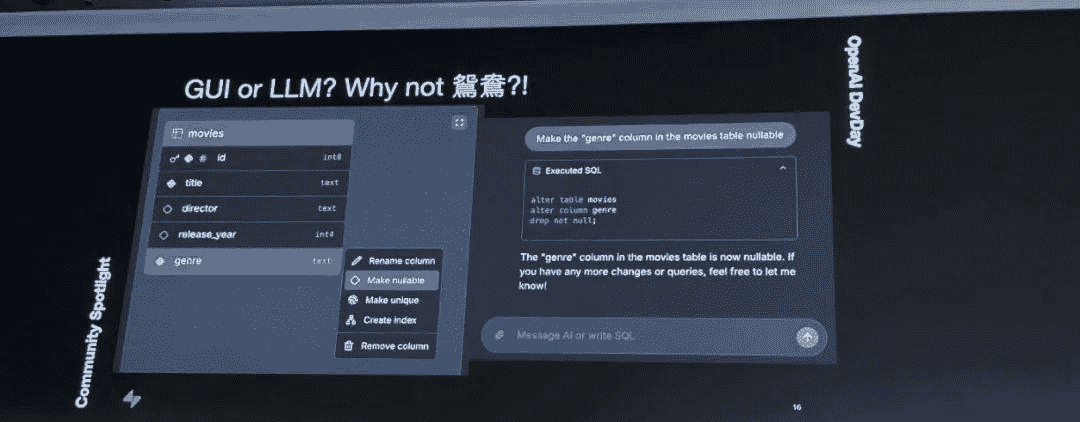 GUI or LLM? Why not 鴛鴦?!
OpenAI DevDay
Community Spotlight
movies
# id int8
title text
director text
release_year int4
genre text
Rename column
Make nullable
Make unique
Create index
Remove column
Make the "genre" column in the movies table nullable
Executed SQL
alter table movies
alter column genre
drop not null;
The "genre" column in the movies table is now nullable. If
you have any more changes or queries, feel free to let me
know!
Message AI or write SQL
16